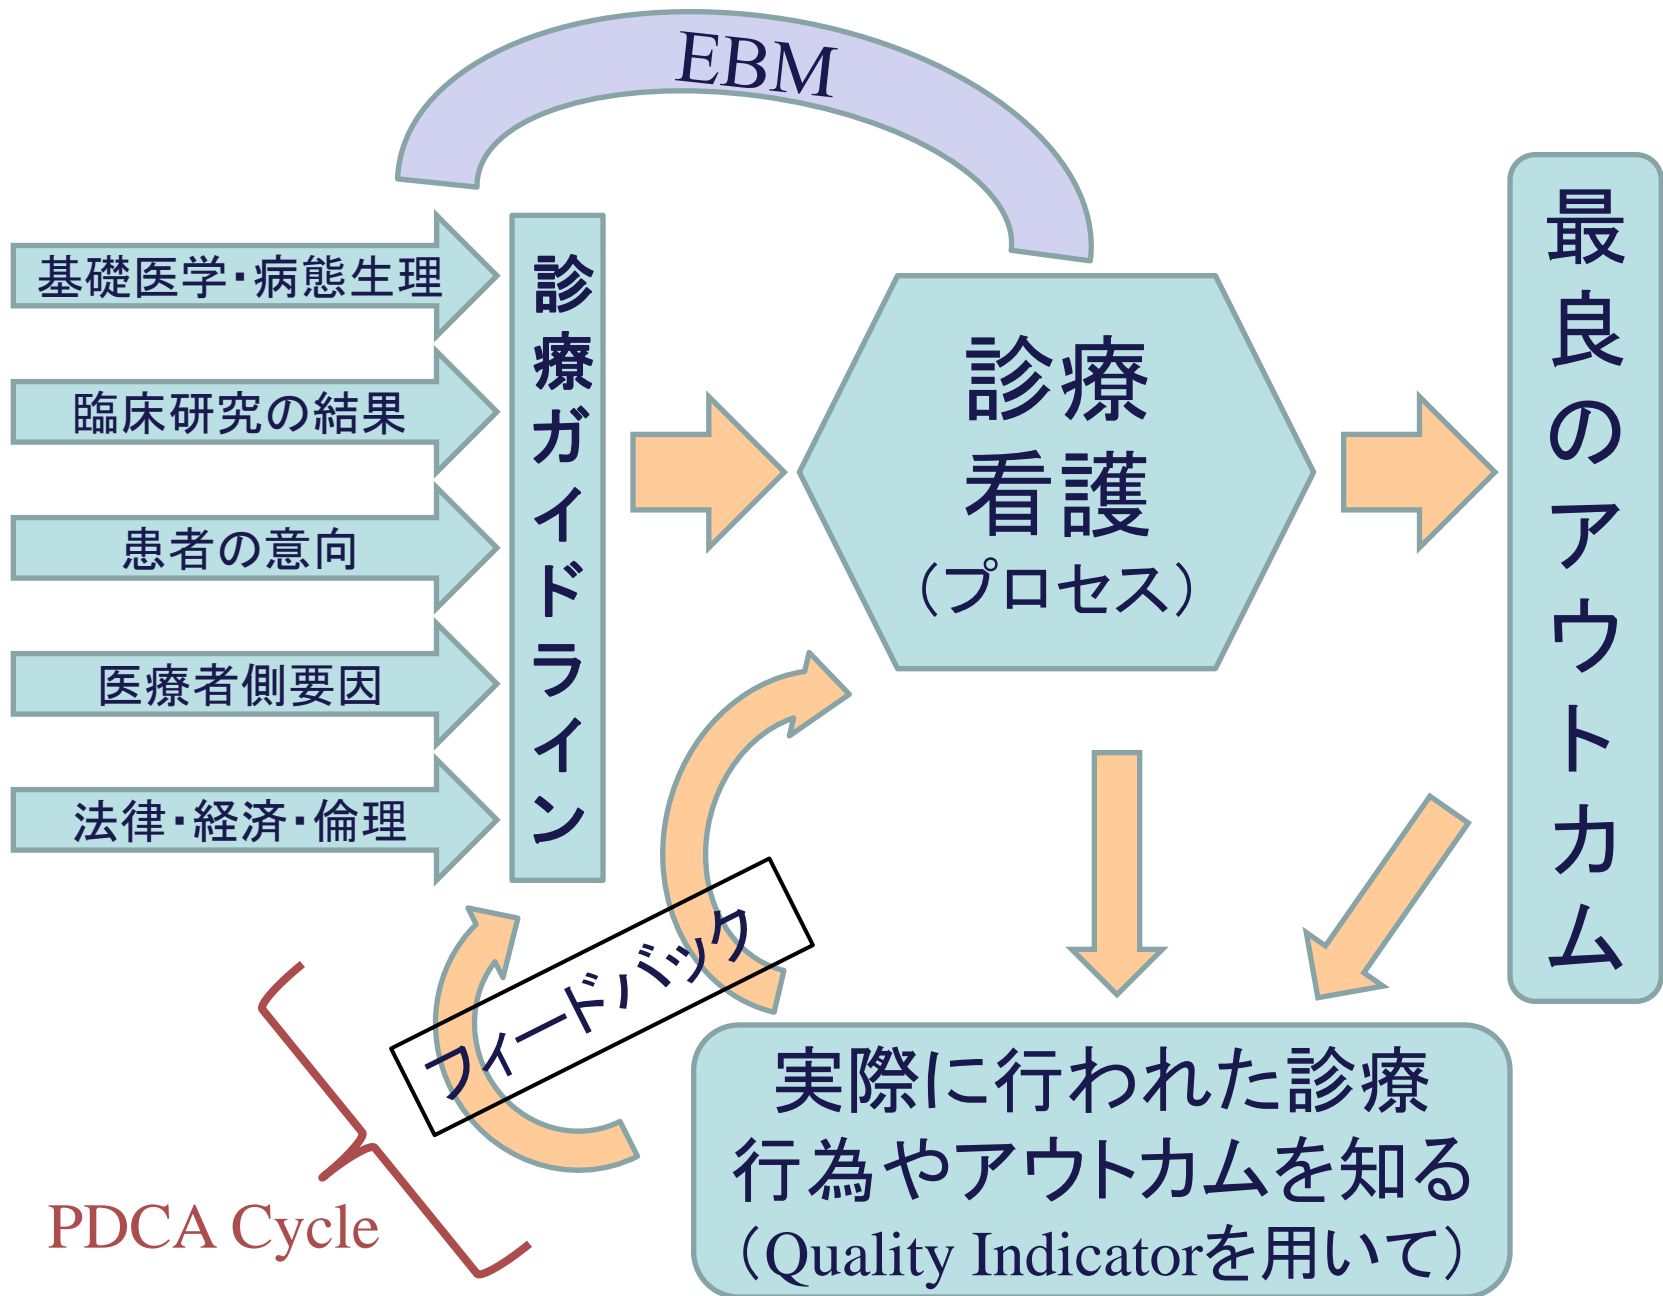 EBM
基礎医学・病態生理
臨床研究の結果
患者の意向
医療者側要因
法律・経済・倫理
診療ガイドライン
診療
看護
（プロセス）
最良のアウトカム
フィードバック
実際に行われた診療
行為やアウトカムを知る
（Quality Indicatorを用いて）
PDCA Cycle